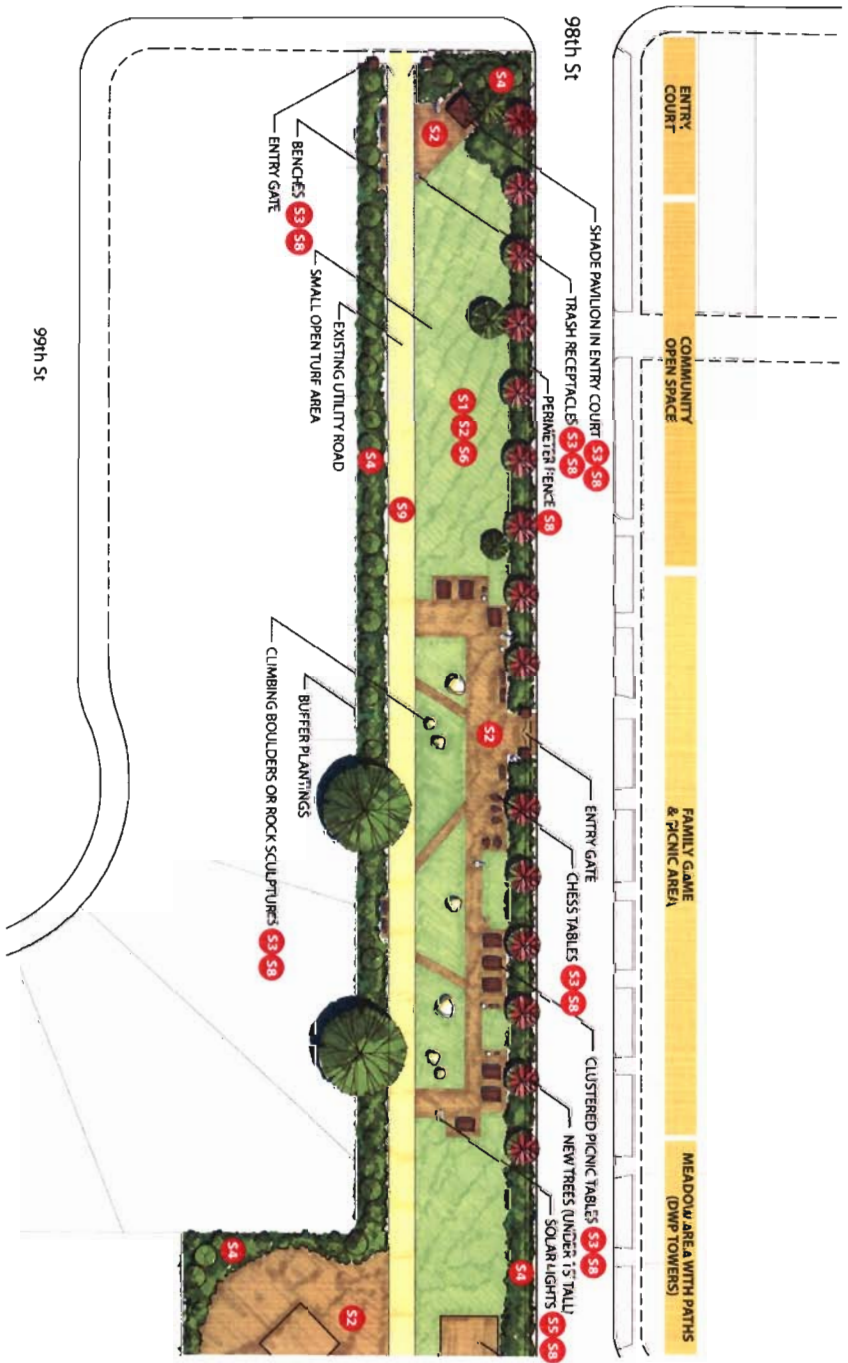 98th St
99th St
ENTRY
COURT
COMMUNITY
OPEN SPACE
FAMILY GAME
& PICNIC AREA
MEADOW AREA WITH PATHS
(DWP TOWERS)
SHADE PAVILION IN ENTRY COURT S3 S8
TRASH RECEPTACLES S3 S8
PERIMETER FENCE S8
ENTRY GATE
CHESS TABLES S3 S8
CLUSTERED PICNIC TABLES S3 S8
NEW TREES (UNDER 15' TALL)
SOLAR LIGHTS S5 S8
S4
S2
S1 S2 S6
S2
S4
S4
S9
S4
S2
BENCHES S3 S8
ENTRY GATE
SMALL OPEN TURF AREA
EXISTING UTILITY ROAD
BUFFER PLANTINGS
CLIMBING BOULDERS OR ROCK SCULPTURES S3 S8